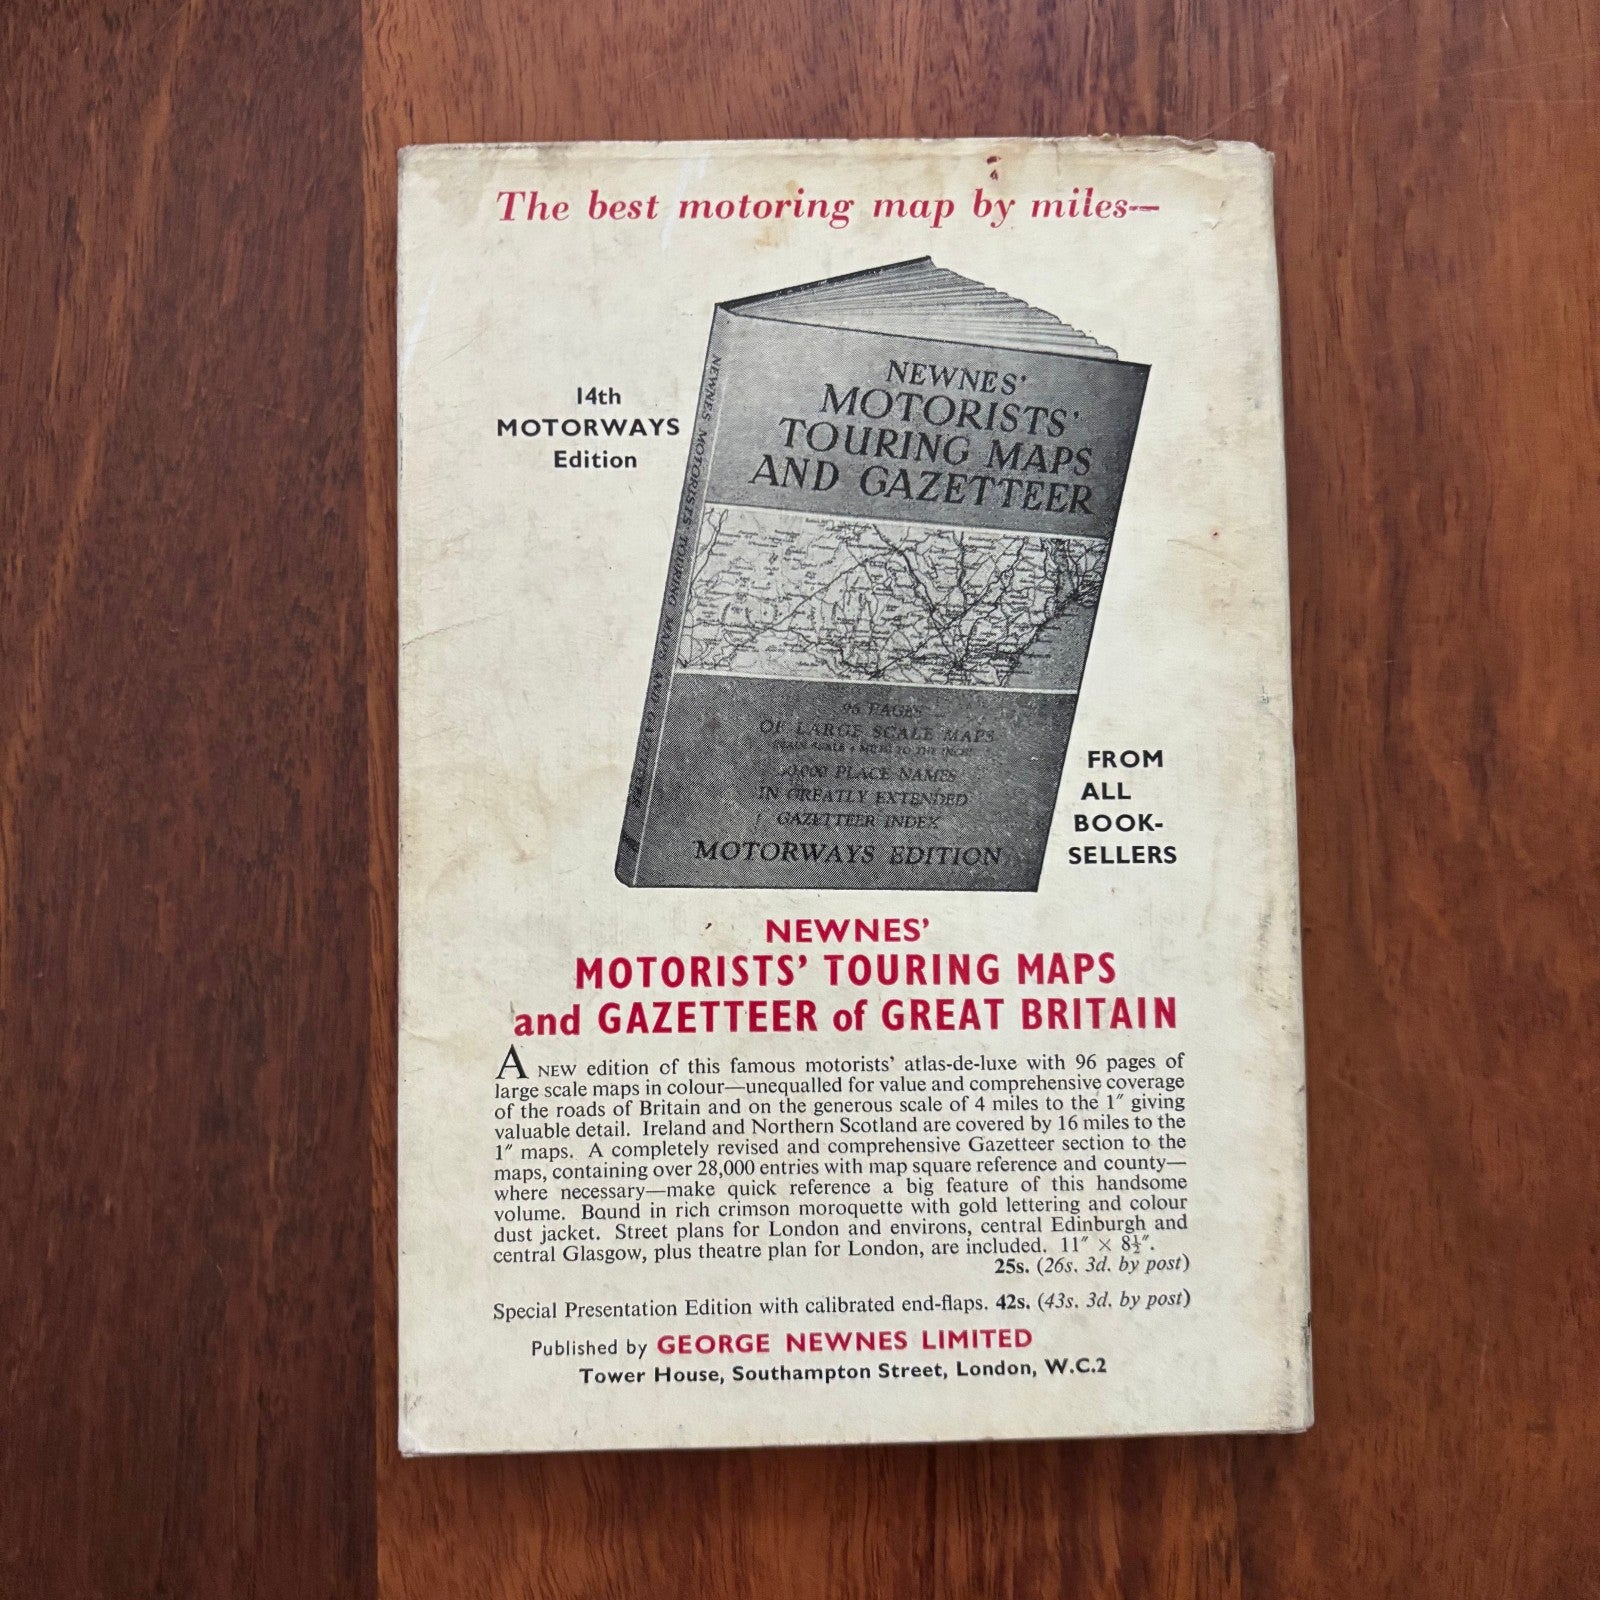 The best motoring map by miles—
14th
MOTORWAYS
Edition
NEWNES'
MOTORISTS'
TOURING MAPS
AND GAZETTEER
NEWNES MOTORISTS TOURING MAPS AND GAZETTEER
96 PAGES
OF LARGE SCALE MAPS
PLACE NAMES
IN GREATLY EXTENDED
GAZETTEER INDEX
MOTORWAYS EDITION
FROM
ALL
BOOK-
SELLERS
NEWNES'
MOTORISTS' TOURING MAPS
and GAZETTEER of GREAT BRITAIN
A NEW edition of this famous motorists' atlas-de-luxe with 96 pages of
large scale maps in colour—unequalled for value and comprehensive coverage
of the roads of Britain and on the generous scale of 4 miles to the 1″ giving
valuable detail. Ireland and Northern Scotland are covered by 16 miles to the
1″ maps. A completely revised and comprehensive Gazetteer section to the
maps, containing over 28,000 entries with map square reference and county—
where necessary—make quick reference a big feature of this handsome
volume. Bound in rich crimson moroquette with gold lettering and colour
dust jacket. Street plans for London and environs, central Edinburgh and
central Glasgow, plus theatre plan for London, are included. 11″ × 8½″.
25s. (26s. 3d. by post)
Special Presentation Edition with calibrated end-flaps. 42s. (43s. 3d. by post)
Published by GEORGE NEWNES LIMITED
Tower House, Southampton Street, London, W.C.2